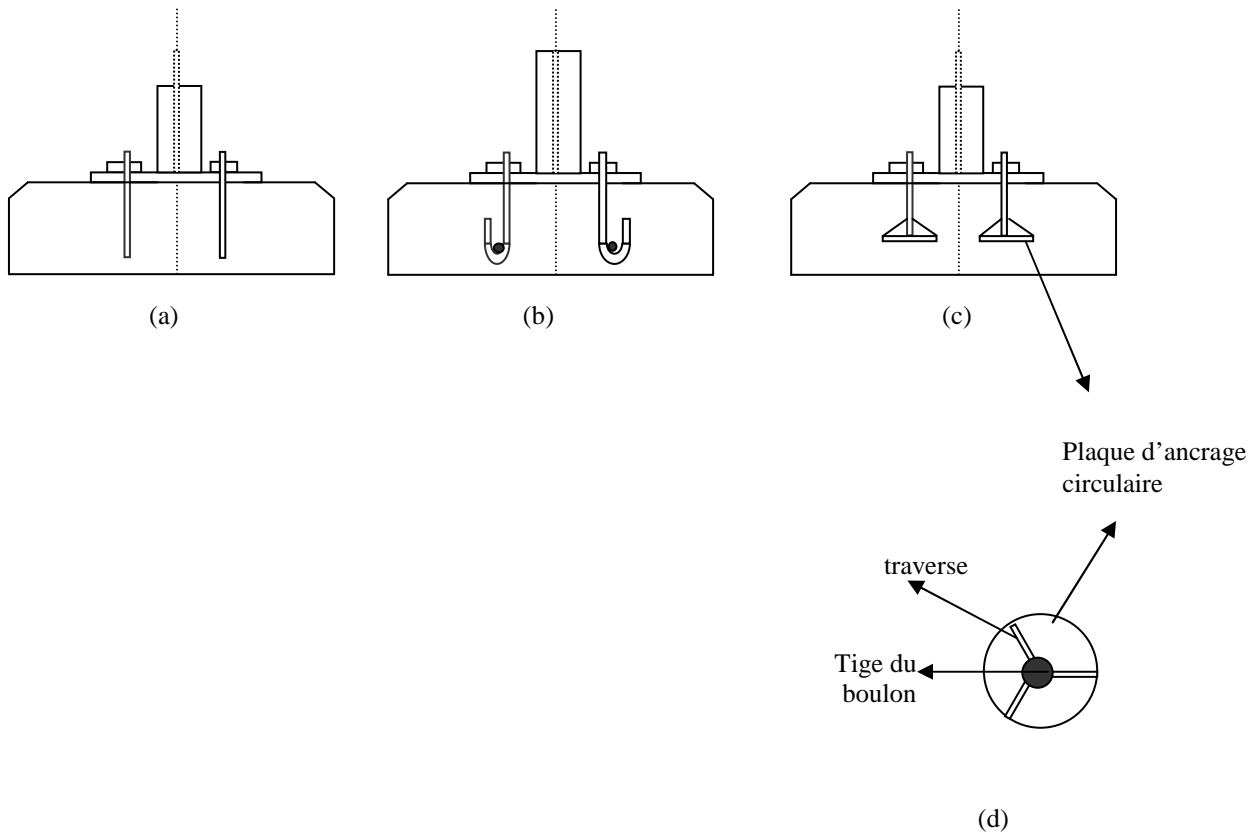 (a)
(b)
(c)
Plaque d’ancrage
circulaire
traverse
Tige du
boulon
(d)